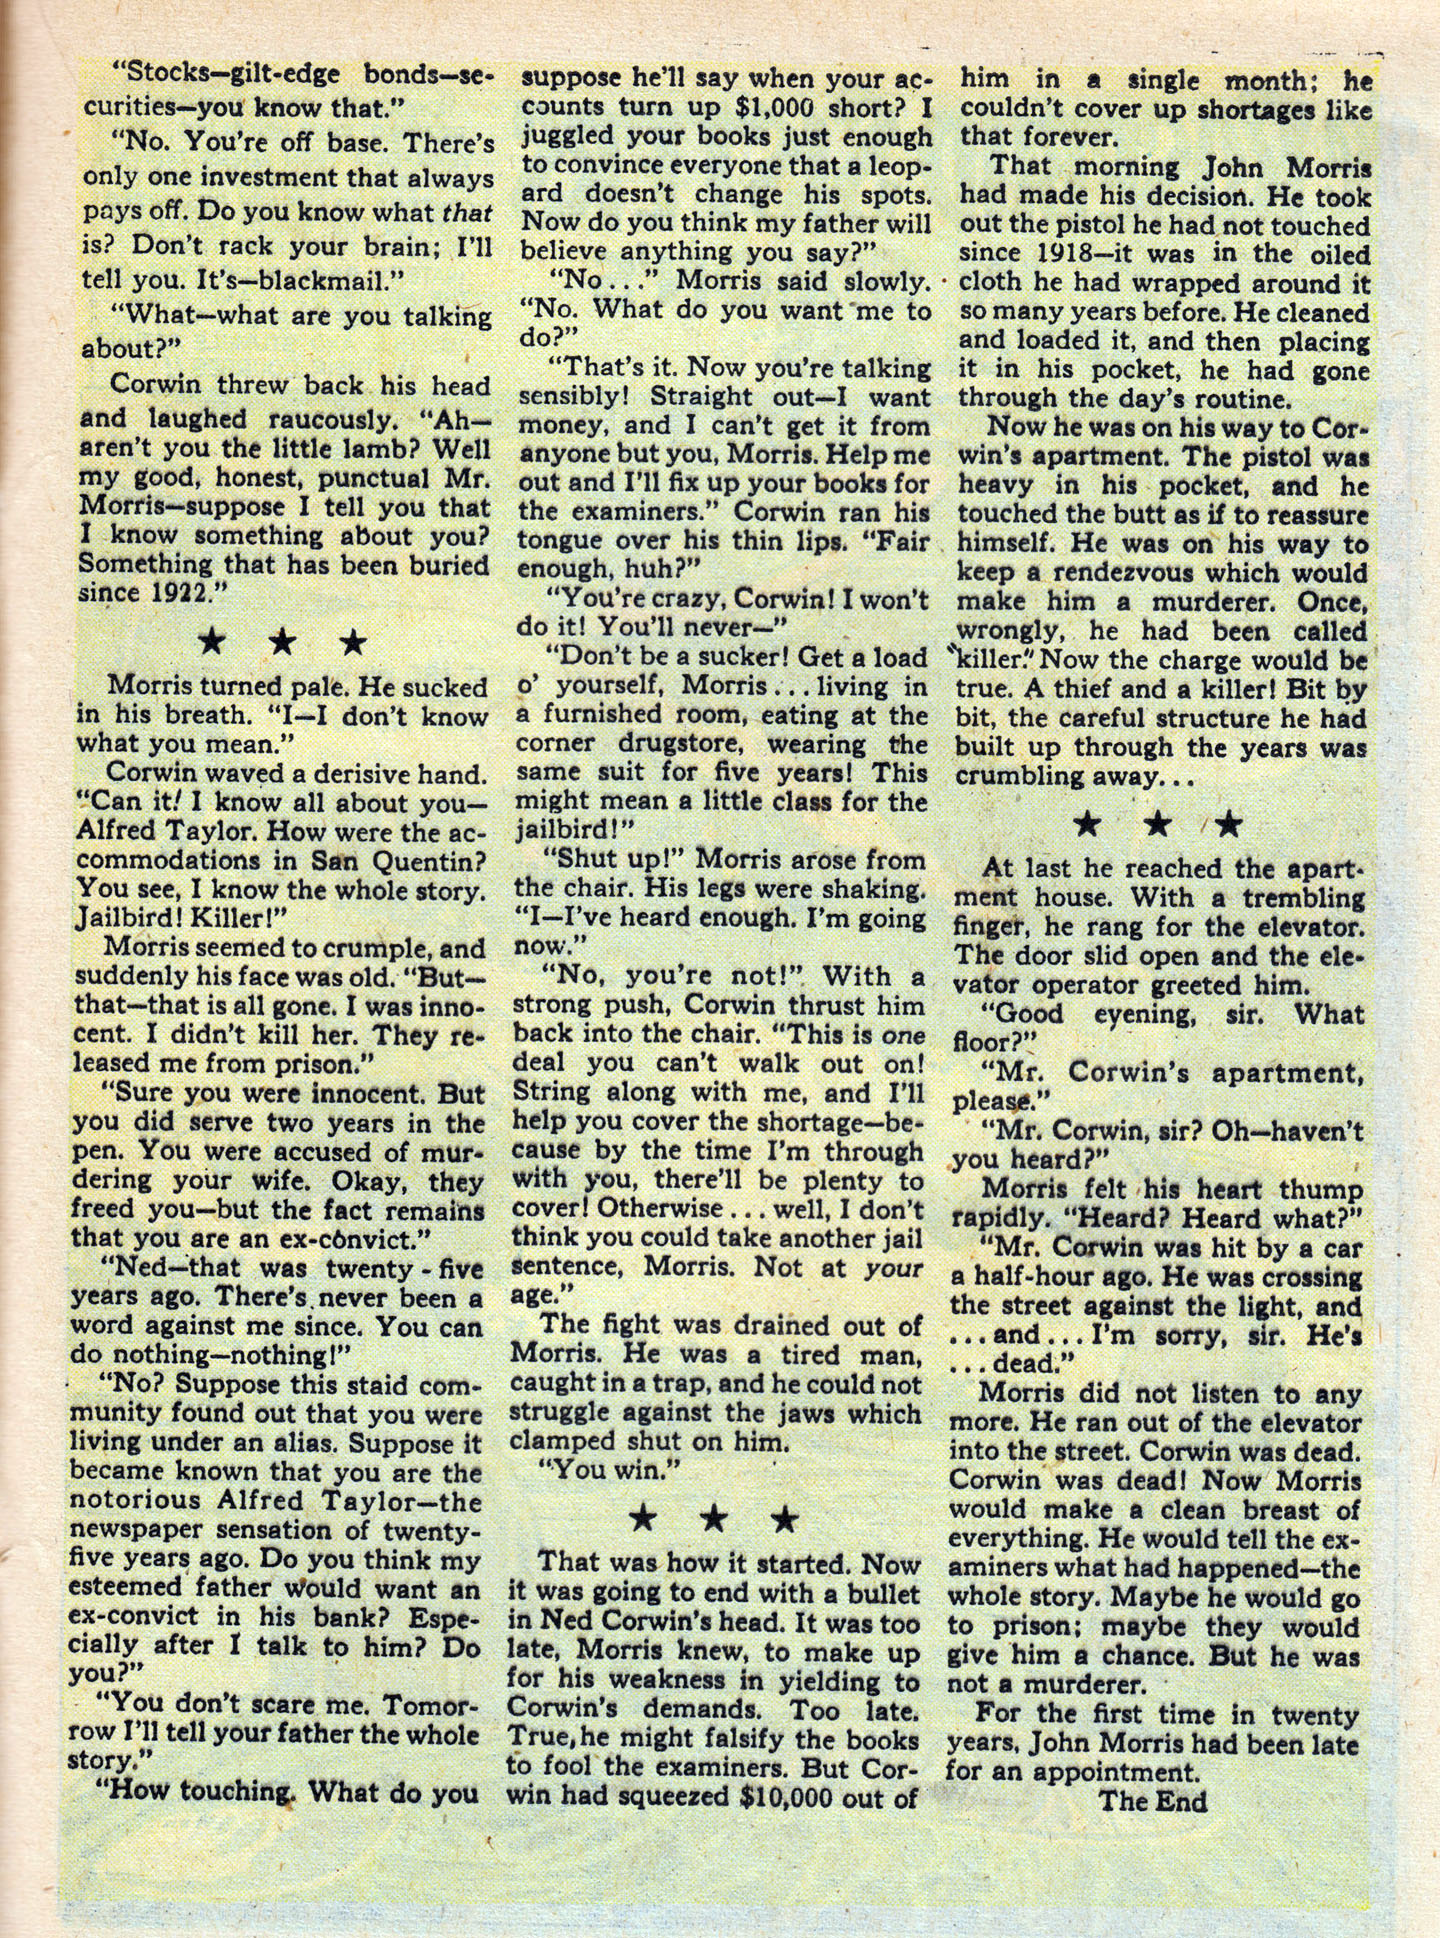 “Stocks—gilt-edge bonds—se-
curities—you know that.”
“No. You're off base. There's
only one investment that always
pays off. Do you know what that
is? Don't rack your brain; I'll
tell you. It's—blackmail.”
“What—what are you talking
about?”
Corwin threw back his head
and laughed raucously. “Ah—
aren't you the little lamb? Well
my good, honest, punctual Mr.
Morris—suppose I tell you that
I know something about you?
Something that has been buried
since 1922.”
★ ★ ★
Morris turned pale. He sucked
in his breath. “I—I don't know
what you mean.”
Corwin waved a derisive hand.
“Can it! I know all about you—
Alfred Taylor. How were the ac-
commodations in San Quentin?
You see, I know the whole story.
Jailbird! Killer!”
Morris seemed to crumple, and
suddenly his face was old. “But—
that—that is all gone. I was inno-
cent. I didn't kill her. They re-
leased me from prison.”
“Sure you were innocent. But
you did serve two years in the
pen. You were accused of mur-
dering your wife. Okay, they
freed you—but the fact remains
that you are an ex-convict.”
“Ned—that was twenty-five
years ago. There's never been a
word against me since. You can
do nothing—nothing!”
“No? Suppose this staid com-
munity found out that you were
living under an alias. Suppose it
became known that you are the
notorious Alfred Taylor—the
newspaper sensation of twenty-
five years ago. Do you think my
esteemed father would want an
ex-convict in his bank? Espe-
cially after I talk to him? Do
you?”
“You don't scare me. Tomor-
row I'll tell your father the whole
story.”
“How touching. What do you
suppose he'll say when your ac-
counts turn up $1,000 short? I
juggled your books just enough
to convince everyone that a leop-
ard doesn't change his spots.
Now do you think my father will
believe anything you say?”
“No...” Morris said slowly.
“No. What do you want me to
do?”
“That's it. Now you're talking
sensibly! Straight out—I want
money, and I can't get it from
anyone but you, Morris. Help me
out and I'll fix up your books for
the examiners.” Corwin ran his
tongue over his thin lips. “Fair
enough, huh?”
“You're crazy, Corwin! I won't
do it! You'll never—”
“Don't be a sucker! Get a load
o' yourself, Morris...living in
a furnished room, eating at the
corner drugstore, wearing the
same suit for five years! This
might mean a little class for the
jailbird!”
“Shut up!” Morris arose from
the chair. His legs were shaking.
“I—I've heard enough. I'm going
now.”
“No, you're not!” With a
strong push, Corwin thrust him
back into the chair. “This is one
deal you can't walk out on!
String along with me, and I'll
help you cover the shortage—be-
cause by the time I'm through
with you, there'll be plenty to
cover! Otherwise...well, I don't
think you could take another jail
sentence, Morris. Not at your
age.”
The fight was drained out of
Morris. He was a tired man,
caught in a trap, and he could not
struggle against the jaws which
clamped shut on him.
“You win.”
★ ★ ★
That was how it started. Now
it was going to end with a bullet
in Ned Corwin's head. It was too
late, Morris knew, to make up
for his weakness in yielding to
Corwin's demands. Too late.
True, he might falsify the books
to fool the examiners. But Cor-
win had squeezed $10,000 out of
him in a single month; he
couldn't cover up shortages like
that forever.
That morning John Morris
had made his decision. He took
out the pistol he had not touched
since 1918—it was in the oiled
cloth he had wrapped around it
so many years before. He cleaned
and loaded it, and then placing
it in his pocket, he had gone
through the day's routine.
Now he was on his way to Cor-
win's apartment. The pistol was
heavy in his pocket, and he
touched the butt as if to reassure
himself. He was on his way to
keep a rendezvous which would
make him a murderer. Once,
wrongly, he had been called
“killer.” Now the charge would be
true. A thief and a killer! Bit by
bit, the careful structure he had
built up through the years was
crumbling away...
★ ★ ★
At last he reached the apart-
ment house. With a trembling
finger, he rang for the elevator.
The door slid open and the ele-
vator operator greeted him.
“Good evening, sir. What
floor?”
“Mr. Corwin's apartment,
please.”
“Mr. Corwin, sir? Oh—haven't
you heard?”
Morris felt his heart thump
rapidly. “Heard? Heard what?”
“Mr. Corwin was hit by a car
a half-hour ago. He was crossing
the street against the light, and
...and... I'm sorry, sir. He's
...dead.”
Morris did not listen to any
more. He ran out of the elevator
into the street. Corwin was dead.
Corwin was dead! Now Morris
would make a clean breast of
everything. He would tell the ex-
aminers what had happened—the
whole story. Maybe he would go
to prison; maybe they would
give him a chance. But he was
not a murderer.
For the first time in twenty
years, John Morris had been late
for an appointment.
The End